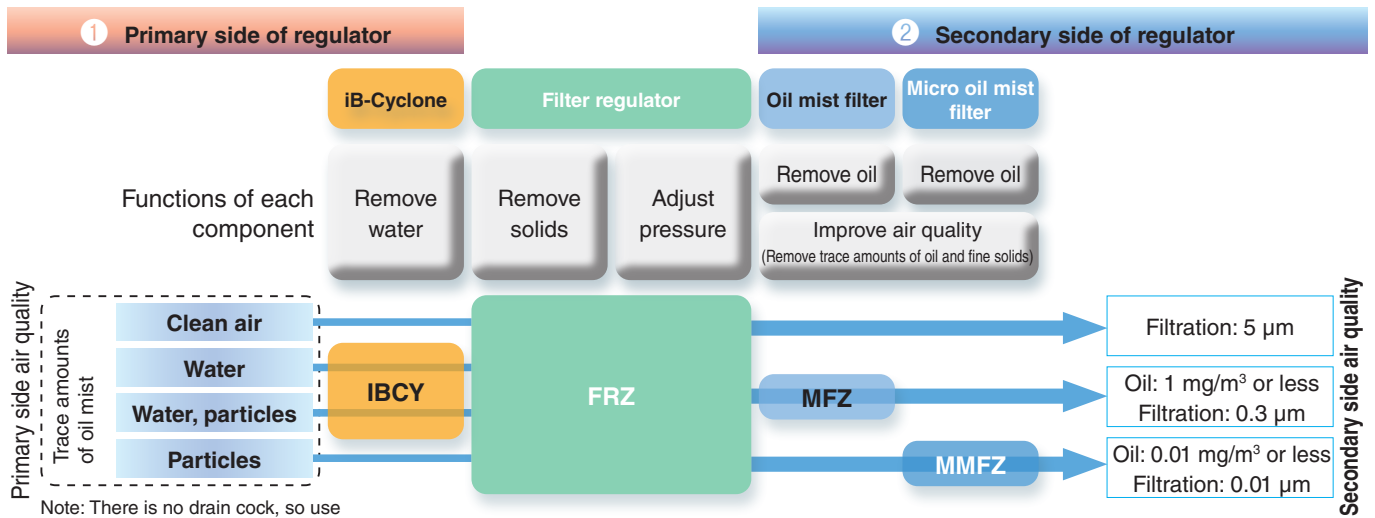 1 Primary side of regulator
2 Secondary side of regulator
iB-Cyclone
Filter regulator
Oil mist filter
Micro oil mist
filter
Functions of each
component
Remove
water
Remove
solids
Adjust
pressure
Remove oil
Remove oil
Improve air quality
(Remove trace amounts of oil and fine solids)
Primary side air quality
Trace amounts
of oil mist
Clean air
Water
Water, particles
Particles
IBCY
FRZ
MFZ
MMFZ
Filtration: 5 µm
Oil: 1 mg/m³ or less
Filtration: 0.3 µm
Oil: 0.01 mg/m³ or less
Filtration: 0.01 µm
Secondary side air quality
Note: There is no drain cock, so use